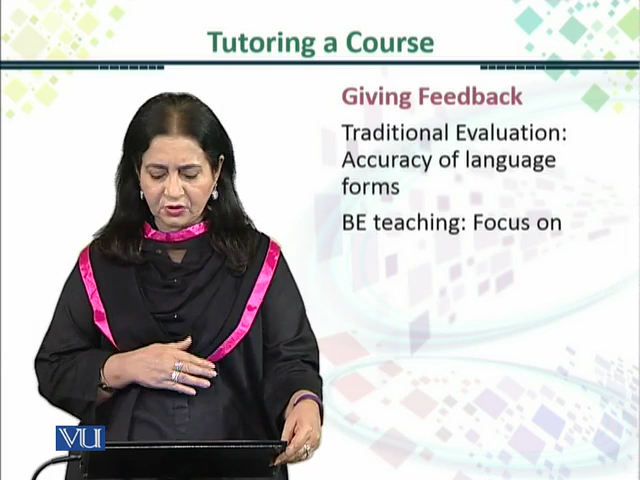 Tutoring a Course
Giving Feedback
Traditional Evaluation:
Accuracy of language
forms
BE teaching: Focus on
VU